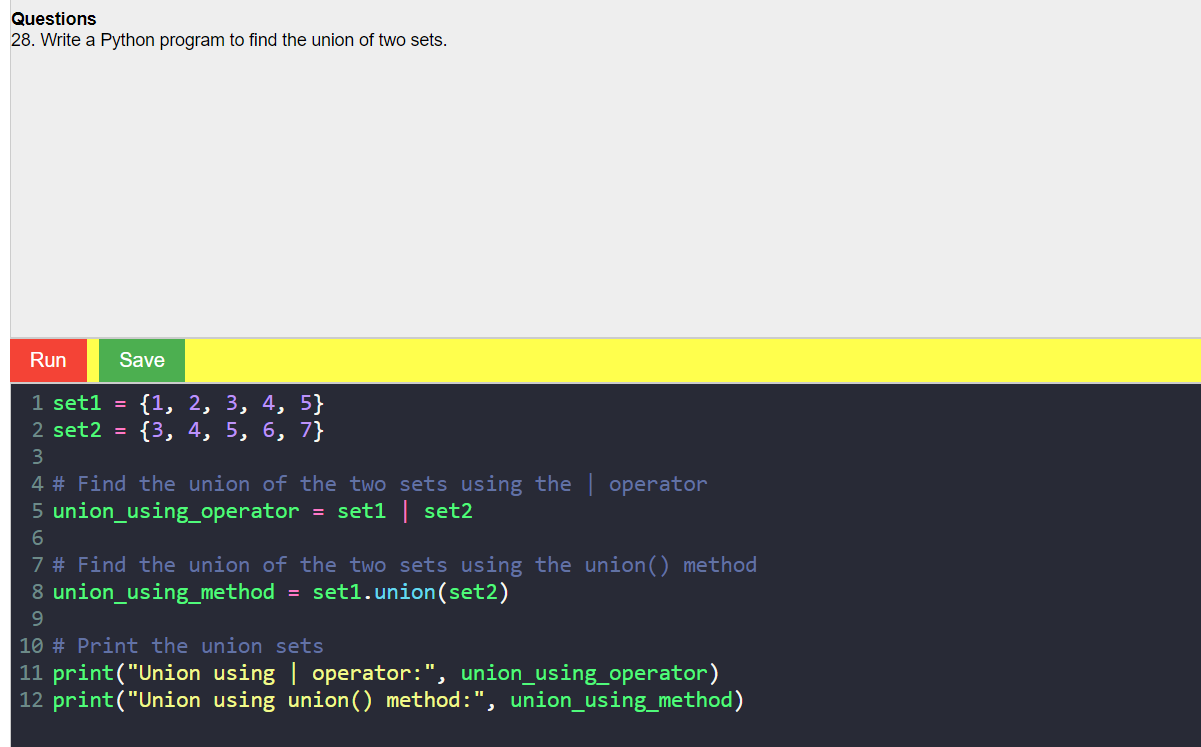 Questions
28. Write a Python program to find the union of two sets.
Run Save
1 set1 = {1, 2, 3, 4, 5}
2 set2 = {3, 4, 5, 6, 7}
3
4 # Find the union of the two sets using the | operator
5 union_using_operator = set1 | set2
6
7 # Find the union of the two sets using the union() method
8 union_using_method = set1.union(set2)
9
10 # Print the union sets
11 print("Union using | operator:", union_using_operator)
12 print("Union using union() method:", union_using_method)